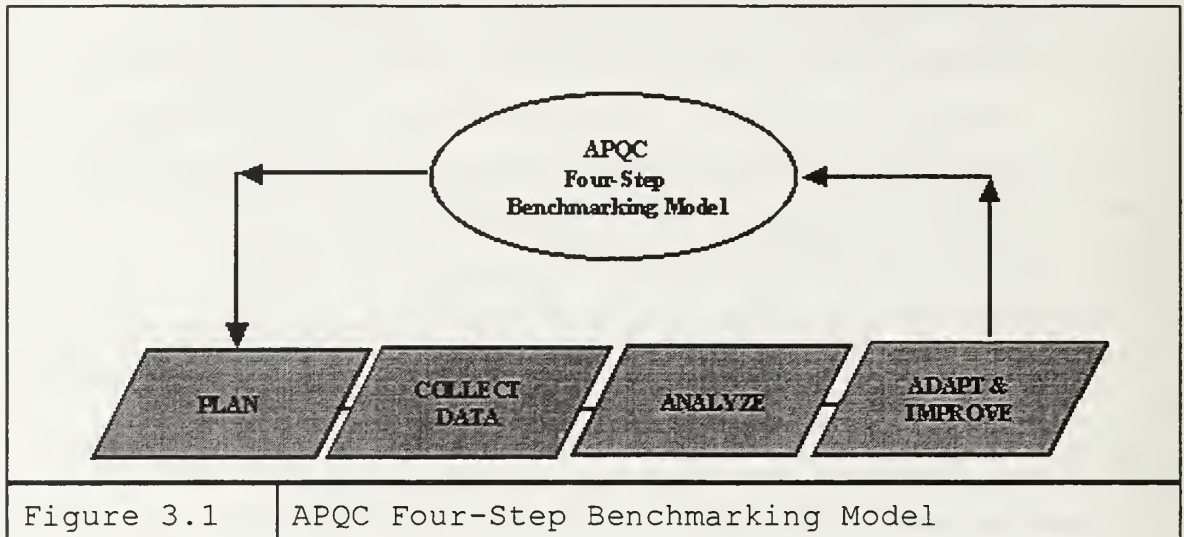 APQC
Four-Step
Benchmarking Model
PLAN
COLLECT
DATA
ANALYZE
ADAPT &
IMPROVE
Figure 3.1
APQC Four-Step Benchmarking Model